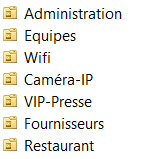 Administration
Equipes
Wifi
Caméra-IP
VIP-Presse
Fournisseurs
Restaurant